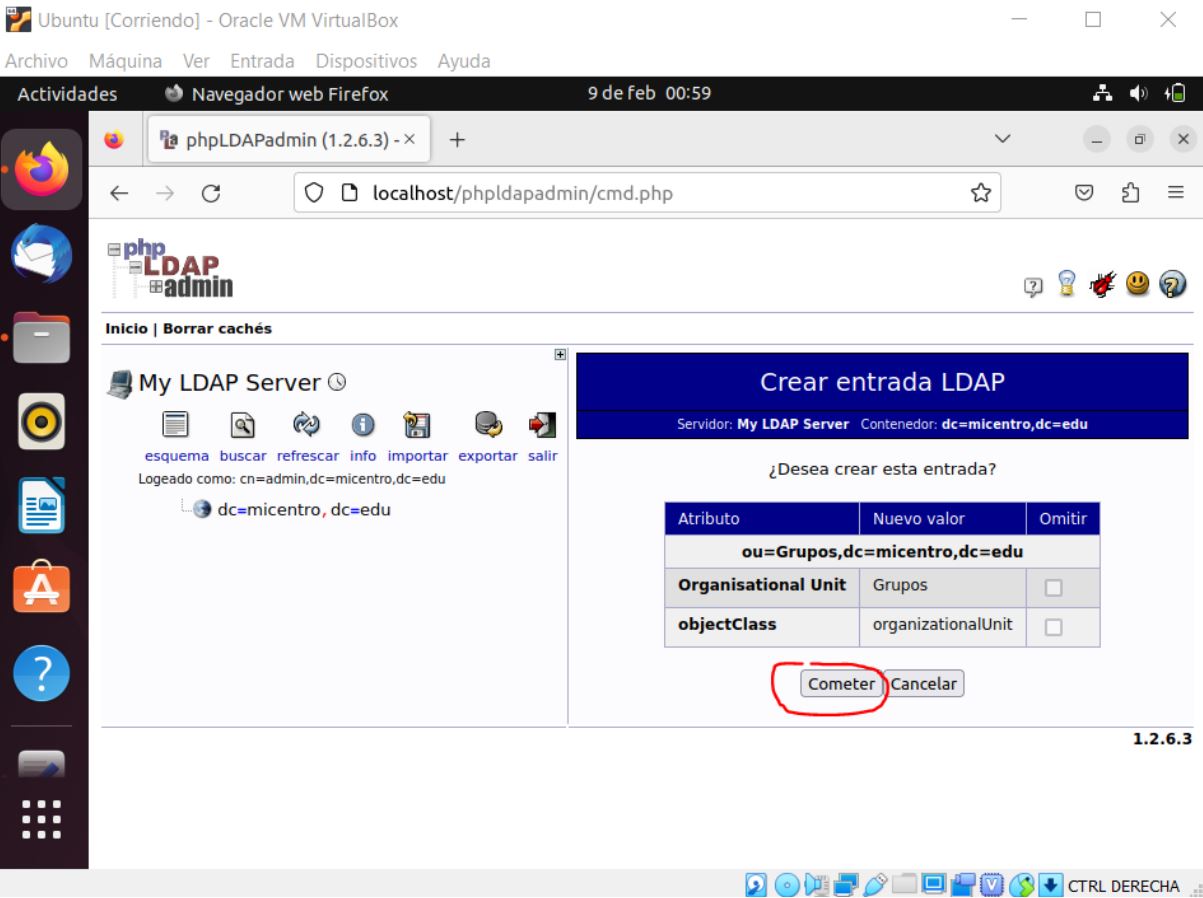 Ubuntu [Corriendo] - Oracle VM VirtualBox
Archivo Máquina Ver Entrada Dispositivos Ayuda
Actividades Navegador web Firefox 9 de feb 00:59
phpLDAPadmin (1.2.6.3) -
localhost/phpldapadmin/cmd.php
php
LDAP
admin
Inicio | Borrar cachés
My LDAP Server
esquema buscar refrescar info importar exportar salir
Logeado como: cn=admin,dc=micentro,dc=edu
dc=micentro,dc=edu
Crear entrada LDAP
Servidor: My LDAP Server Contenedor: dc=micentro,dc=edu
¿Desea crear esta entrada?
Atributo Nuevo valor Omitir
ou=Grupos,dc=micentro,dc=edu
Organisational Unit Grupos
objectClass organizationalUnit
Cometer Cancelar
1.2.6.3
CTRL DERECHA